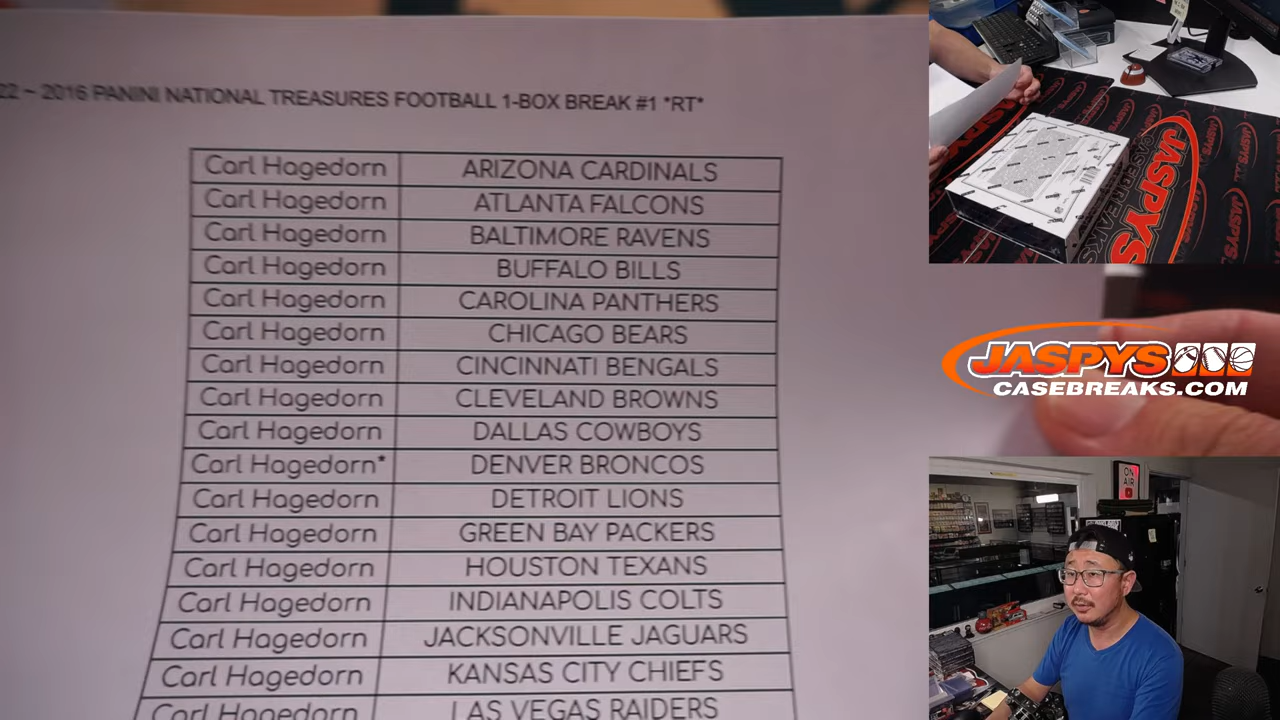 22 ~ 2016 PANINI NATIONAL TREASURES FOOTBALL 1-BOX BREAK #1 *RT*
Carl Hagedorn ARIZONA CARDINALS
Carl Hagedorn ATLANTA FALCONS
Carl Hagedorn BALTIMORE RAVENS
Carl Hagedorn BUFFALO BILLS
Carl Hagedorn CAROLINA PANTHERS
Carl Hagedorn CHICAGO BEARS
Carl Hagedorn CINCINNATI BENGALS
Carl Hagedorn CLEVELAND BROWNS
Carl Hagedorn DALLAS COWBOYS
Carl Hagedorn* DENVER BRONCOS
Carl Hagedorn DETROIT LIONS
Carl Hagedorn GREEN BAY PACKERS
Carl Hagedorn HOUSTON TEXANS
Carl Hagedorn INDIANAPOLIS COLTS
Carl Hagedorn JACKSONVILLE JAGUARS
Carl Hagedorn KANSAS CITY CHIEFS
Carl Hagedorn LAS VEGAS RAIDERS
JASPYS
CASEBREAKS
JASPYS
JASPYS
CASEBREAKS.COM
ON
AIR